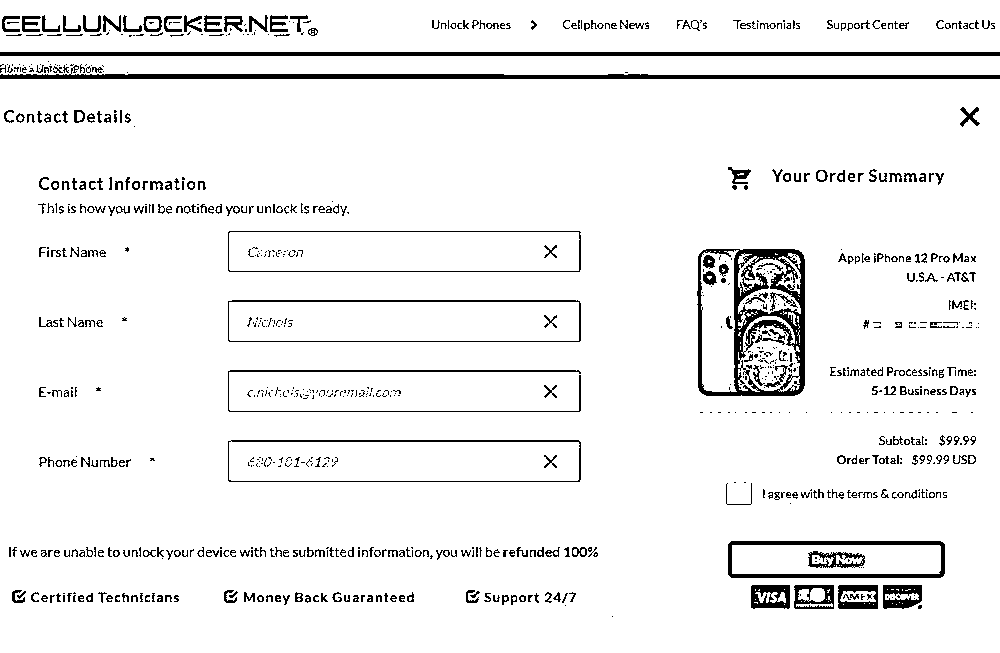 CELLUNLOCKER.NET®
Unlock Phones
Cellphone News
FAQ's
Testimonials
Support Center
Contact Us
Home » Unlock iPhone
Contact Details
Contact Information
This is how you will be notified your unlock is ready.
First Name *
Cameron
Last Name *
Nichols
E-mail *
c.nichols@youremail.com
Phone Number *
680-101-6129
If we are unable to unlock your device with the submitted information, you will be refunded 100%
Certified Technicians
Money Back Guaranteed
Support 24/7
Your Order Summary
Apple iPhone 12 Pro Max
U.S.A. - AT&T
IMEI:
#
Estimated Processing Time:
5-12 Business Days
Subtotal: $99.99
Order Total: $99.99 USD
I agree with the terms & conditions
Buy Now
VISA
AMEX
DISCOVER